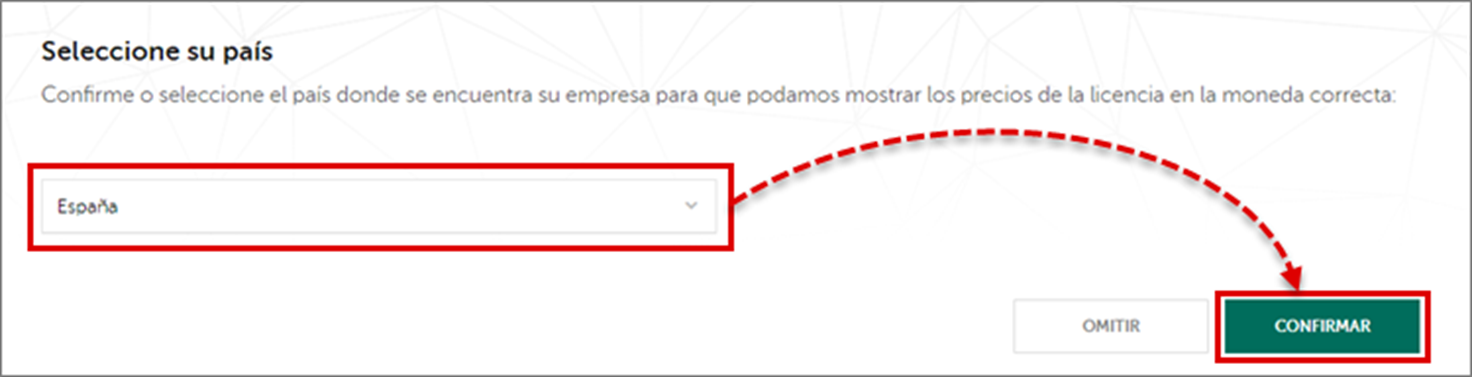 Seleccione su país
Confirme o seleccione el país donde se encuentra su empresa para que podamos mostrar los precios de la licencia en la moneda correcta:
España
OMITIR
CONFIRMAR